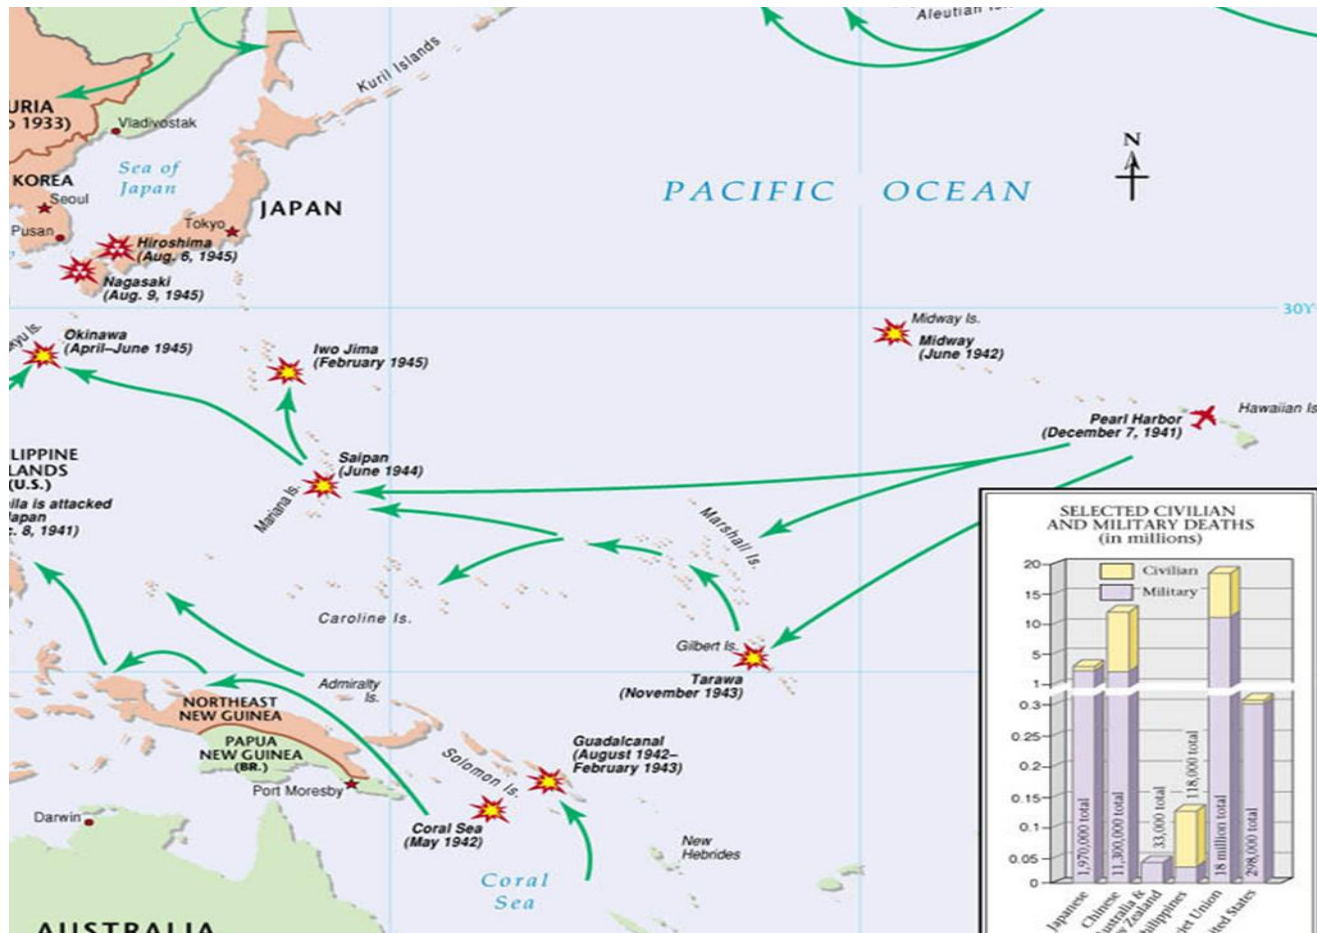 Aleutian
Kuril Islands
URIA
1933)
Vladivostak
Sea of
Japan
KOREA
Seoul
Pusan
JAPAN
Tokyo
Hiroshima
(Aug. 6, 1945)
Nagasaki
(Aug. 9, 1945)
N
PACIFIC OCEAN
30
Is.
Okinawa
(April–June 1945)
Iwo Jima
(February 1945)
Midway Is.
Midway
(June 1942)
Pearl Harbor
(December 7, 1941)
Hawaiian Is
LIPPINE
LANDS
(U.S.)
ila is attacked
Japan
c. 8, 1941)
Saipan
(June 1944)
Mariana Is.
Marshall Is.
Caroline Is.
Gilbert Is.
Tarawa
(November 1943)
Admiralty
Is.
NORTHEAST
NEW GUINEA
PAPUA
NEW GUINEA
(BR.)
Port Moresby
Solomon Is.
Guadalcanal
(August 1942–
February 1943)
Coral Sea
(May 1942)
Darwin
New
Hebrides
Coral
Sea
AUSTRALIA
SELECTED CIVILIAN
AND MILITARY DEATHS
(in millions)
Civilian
Military
20
15
10
5
1
0.3
0.25
0.2
0.15
0.1
0.05
0
1,970,000 total
11,300,000 total
33,000 total
118,000 total
18 million total
298,000 total
Japanese
Chinese
ustralia &
w Zealand
hilippines
iet Union
ited States